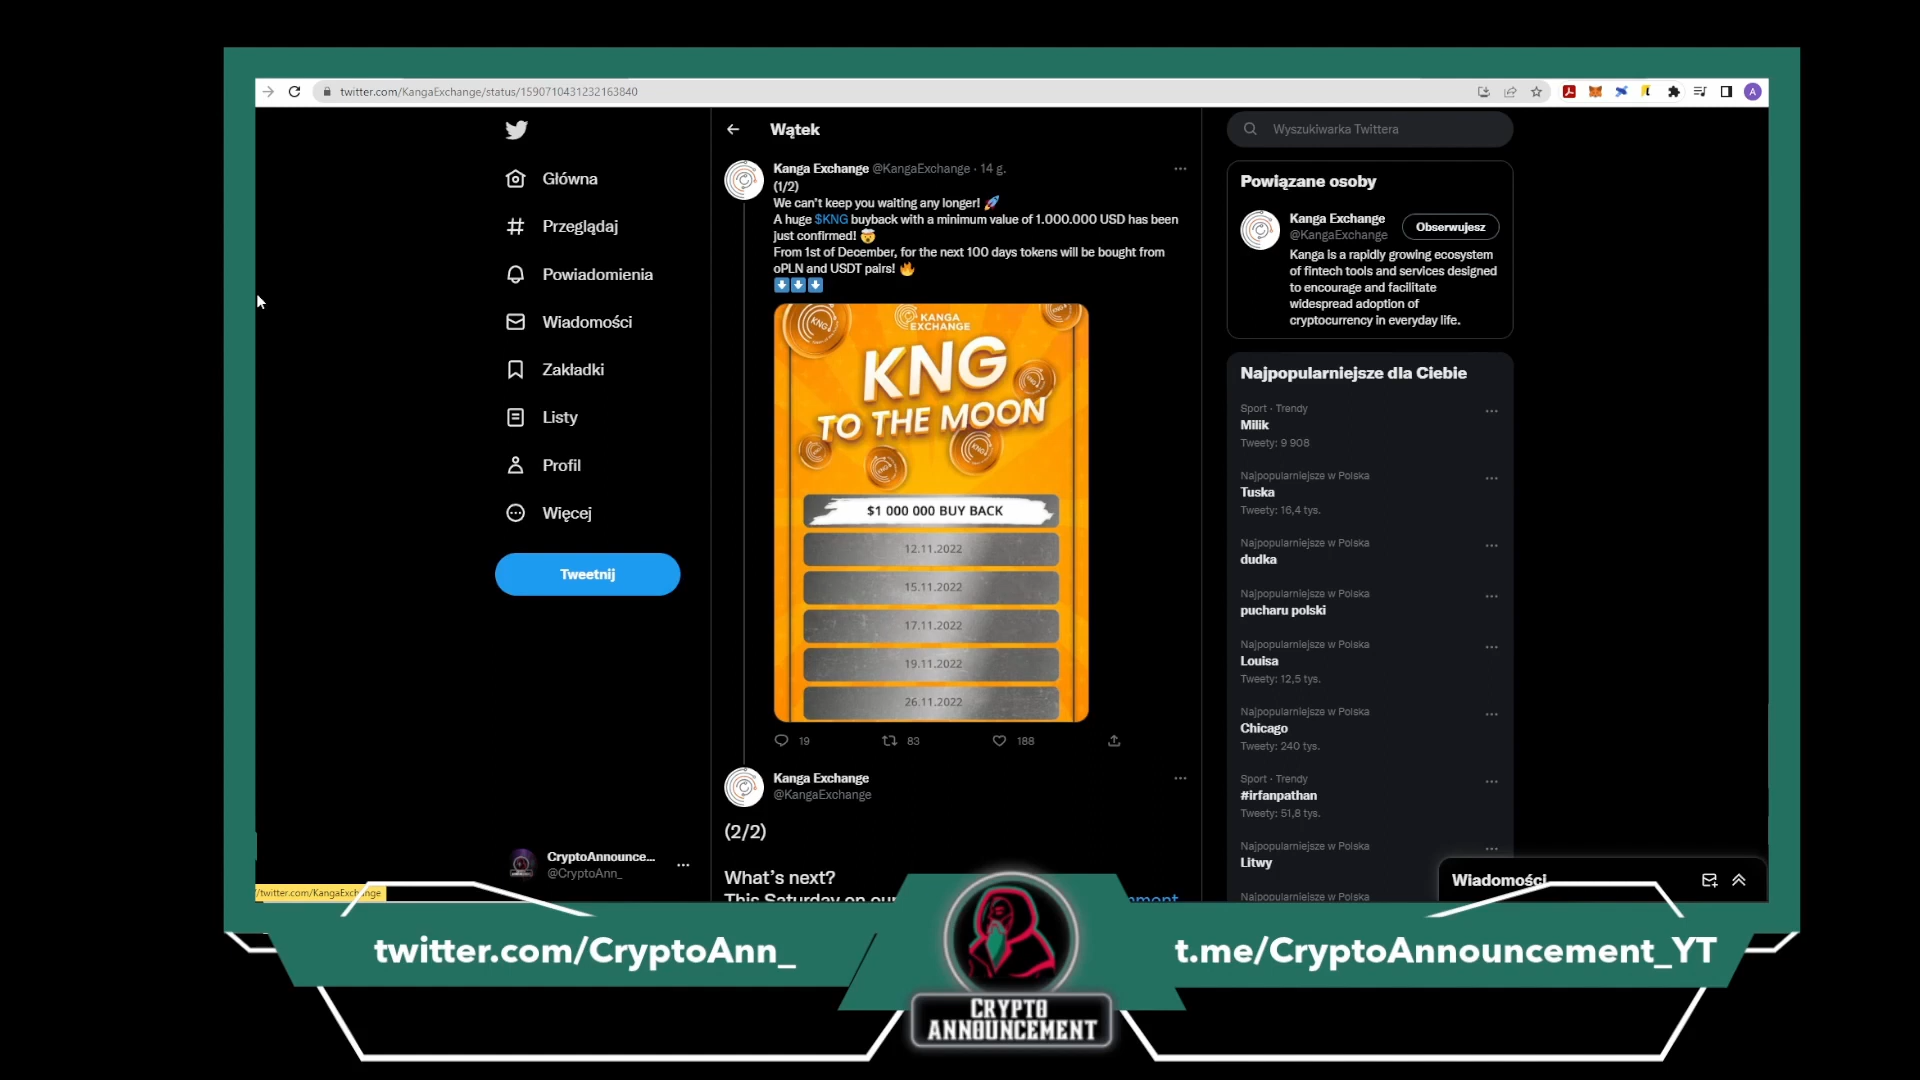 twitter.com/KangaExchange/status/1590710431232163840
A
Główna
Przeglądaj
Powiadomienia
Wiadomości
Zakładki
Listy
Profil
Więcej
Tweetnij
CryptoAnnounce...
@CryptoAnn_
Wątek
Kanga Exchange @KangaExchange · 14 g.
(1/2)
We can't keep you waiting any longer! 🚀
A huge $KNG buyback with a minimum value of 1.000.000 USD has been
just confirmed! 🤯
From 1st of December, for the next 100 days tokens will be bought from
oPLN and USDT pairs! 🔥
⬇️⬇️⬇️
KANGA
EXCHANGE
KNG
TO THE MOON
$1 000 000 BUY BACK
12.11.2022
15.11.2022
17.11.2022
19.11.2022
26.11.2022
19 83 188
Kanga Exchange
@KangaExchange
(2/2)
What's next?
This Saturday on our
Wyszukiwarka Twittera
Powiązane osoby
Kanga Exchange
@KangaExchange
Obserwujesz
Kanga is a rapidly growing ecosystem
of fintech tools and services designed
to encourage and facilitate
widespread adoption of
cryptocurrency in everyday life.
Najpopularniejsze dla Ciebie
Sport · Trendy
Milik
Tweety: 9 908
Najpopularniejsze w Polska
Tuska
Tweety: 16,4 tys.
Najpopularniejsze w Polska
dudka
Najpopularniejsze w Polska
pucharu polski
Najpopularniejsze w Polska
Louisa
Tweety: 12,5 tys.
Najpopularniejsze w Polska
Chicago
Tweety: 240 tys.
Sport · Trendy
#irfanpathan
Tweety: 51,8 tys.
Najpopularniejsze w Polska
Litwy
Najpopularniejsze w Polska
Wiadomości
/twitter.com/KangaExchange
twitter.com/CryptoAnn_
CRYPTO
ANNOUNCEMENT
t.me/CryptoAnnouncement_YT